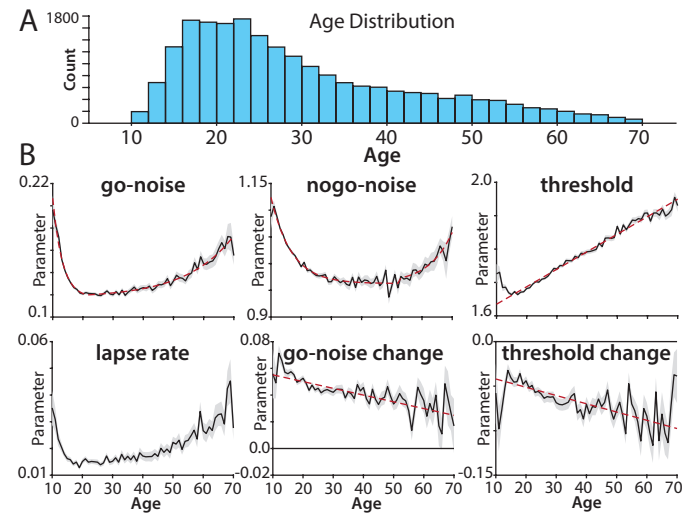 A
Age Distribution
1800
Count
0
10 20 30 40 50 60 70
Age
B
go-noise
0.22
Parameter
0.1
nogo-noise
1.15
Parameter
0.9
threshold
2.0
Parameter
1.6
lapse rate
0.06
Parameter
0.01
10 20 30 40 50 60 70
Age
go-noise change
0.08
Parameter
0.0
-0.02
10 20 30 40 50 60 70
Age
threshold change
0.0
Parameter
-0.15
10 20 30 40 50 60 70
Age